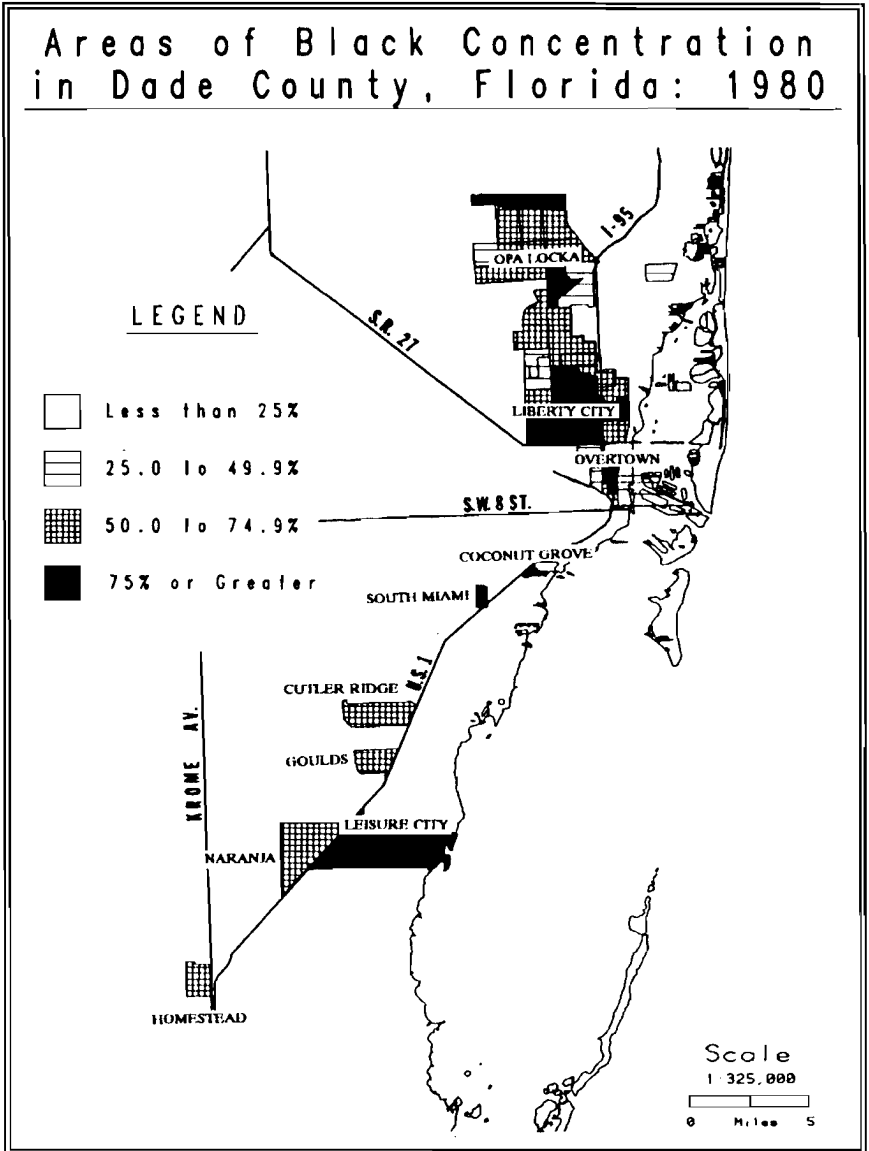 Areas of Black Concentration
in Dade County, Florida: 1980
I-95
OPA LOCKA
LEGEND
S.R. 27
Less than 25%
LIBERTY CITY
25.0 to 49.9%
OVERTOWN
S.W. 8 ST.
50.0 to 74.9%
COCONUT GROVE
75% or Greater
SOUTH MIAMI
U.S. 1
CUTLER RIDGE
KROME AV.
GOULDS
LEISURE CITY
NARANJA
HOMESTEAD
Scale
1 325,000
0 Miles 5